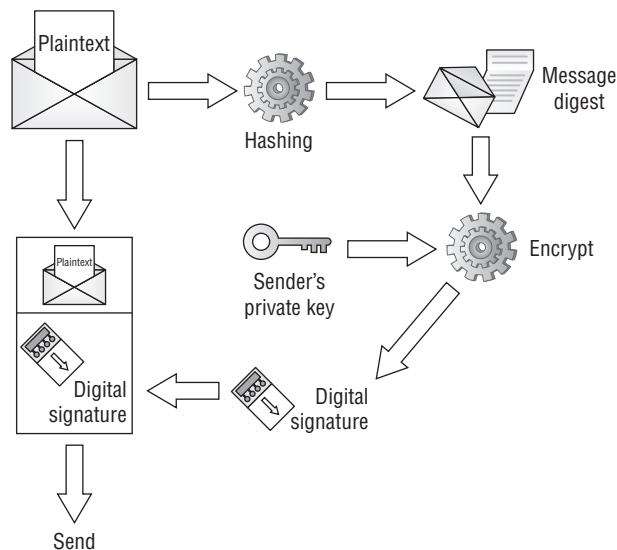 Plaintext
Hashing
Message
digest
Plaintext
Sender's
private key
Encrypt
Digital
signature
Digital
signature
Send